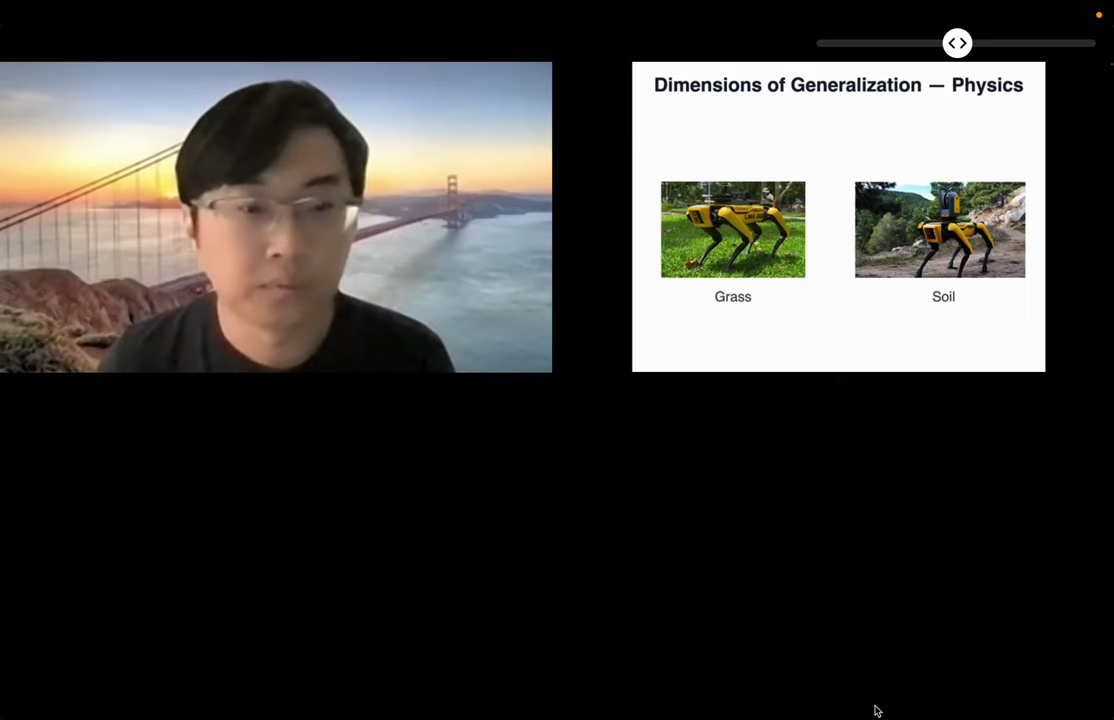 Dimensions of Generalization — Physics
Grass
Soil